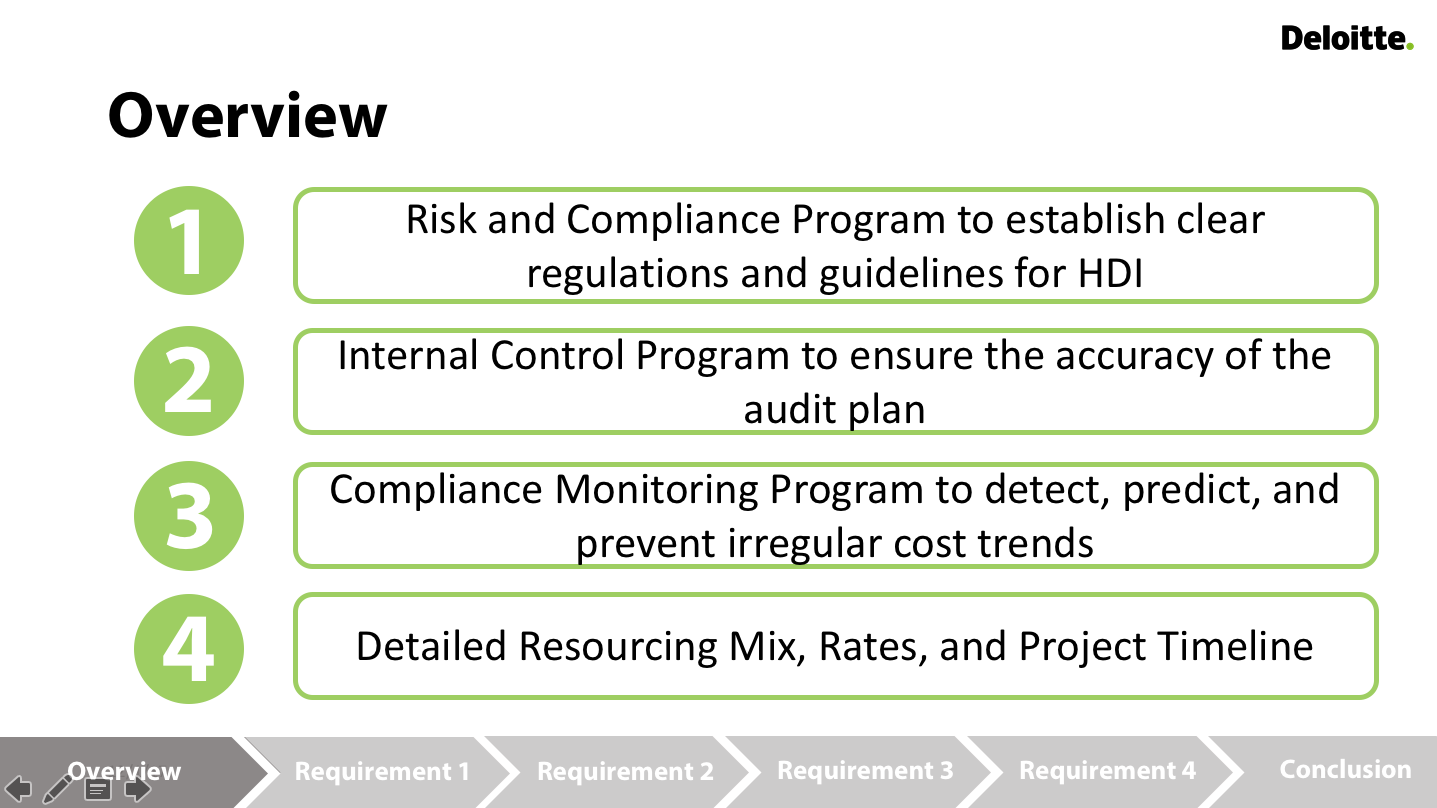 Deloitte.
Overview
1
Risk and Compliance Program to establish clear
regulations and guidelines for HDI
2
Internal Control Program to ensure the accuracy of the
audit plan
3
Compliance Monitoring Program to detect, predict, and
prevent irregular cost trends
4
Detailed Resourcing Mix, Rates, and Project Timeline
Overview
Requirement 1
Requirement 2
Requirement 3
Requirement 4
Conclusion